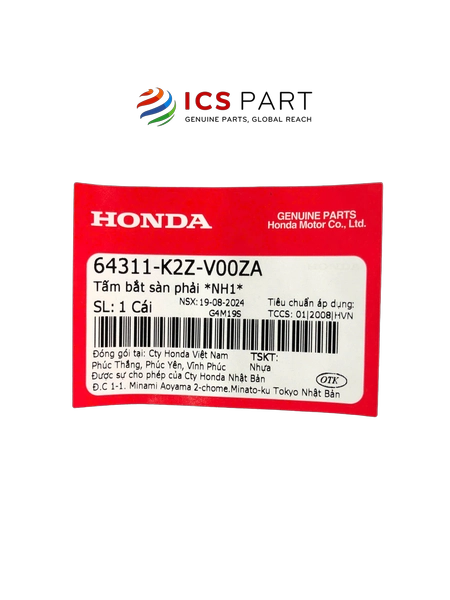 ICS PART
GENUINE PARTS, GLOBAL REACH
HONDA
GENUINE PARTS
Honda Motor Co., Ltd.
64311-K2Z-V00ZA
Tấm bắt sàn phải *NH1*
SL: 1 Cái
NSX: 19-08-2024
G4M19S
Tiêu chuẩn áp dụng:
TCCS: 01|2008|HVN
Đóng gói tại: Cty Honda Việt Nam
Phúc Thắng, Phúc Yên, Vĩnh Phúc
TSKT:
Nhựa
Được sự cho phép của Cty Honda Nhật Bản
Đ.C 1-1. Minami Aoyama 2-chome.Minato-ku Tokyo Nhật Bản
OTK